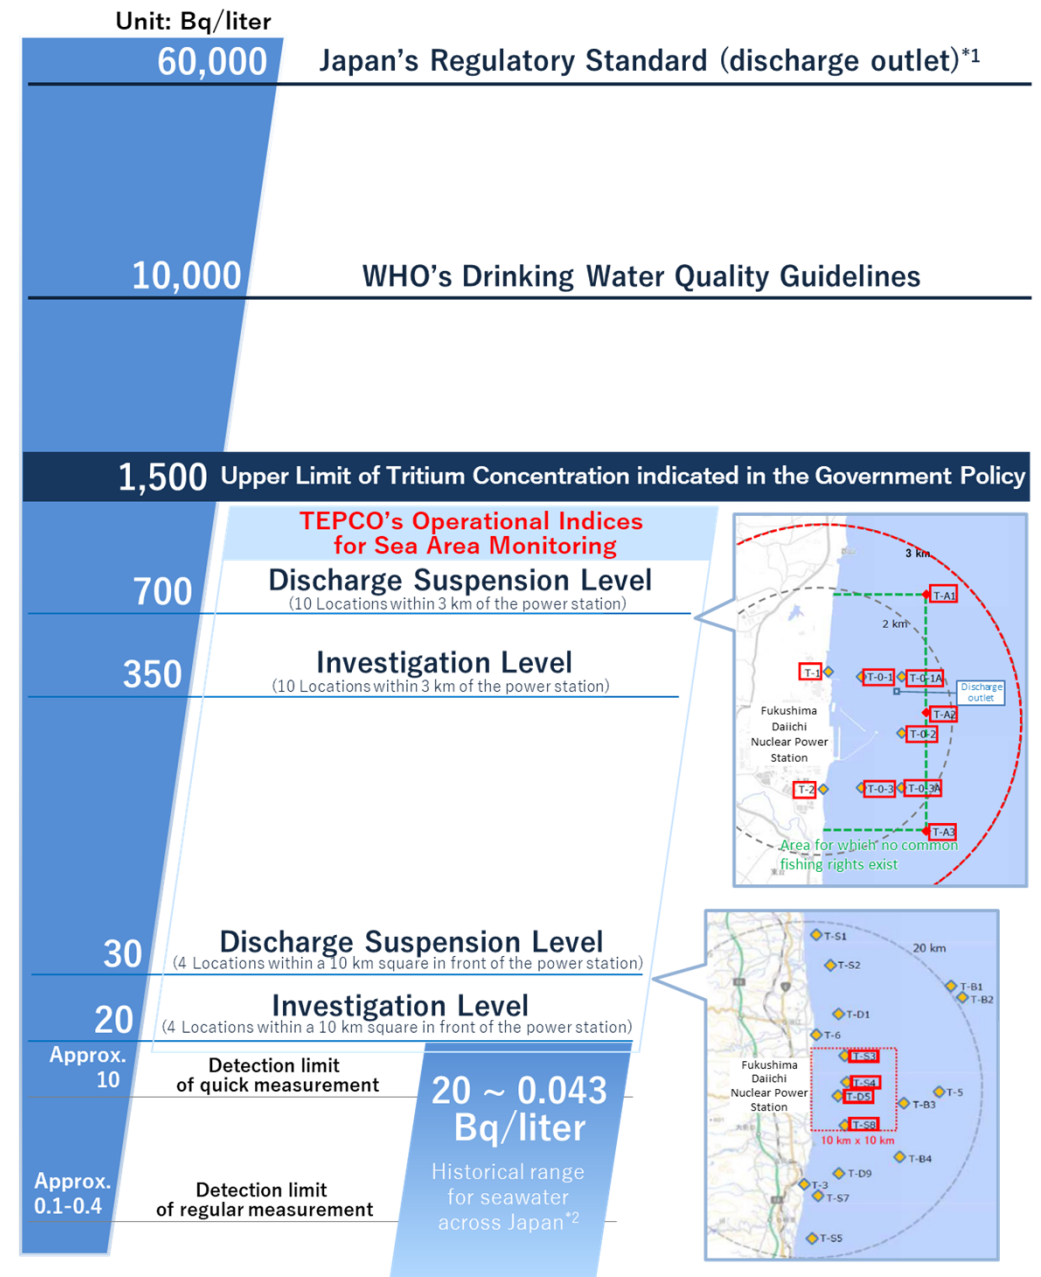 Unit: Bq/liter
60,000
Japan's Regulatory Standard (discharge outlet)*1
10,000
WHO's Drinking Water Quality Guidelines
1,500
Upper Limit of Tritium Concentration indicated in the Government Policy
TEPCO's Operational Indices
for Sea Area Monitoring
700
Discharge Suspension Level
(10 Locations within 3 km of the power station)
350
Investigation Level
(10 Locations within 3 km of the power station)
3 km
T-A1
2 km
T-1
T-0-1
T-0-1A
Discharge
outlet
T-A2
T-0-2
Fukushima
Daiichi
Nuclear Power
Station
T-2
T-0-3
T-0-3A
T-A3
Area for which no common
fishing rights exist
30
Discharge Suspension Level
(4 Locations within a 10 km square in front of the power station)
20
Investigation Level
(4 Locations within a 10 km square in front of the power station)
Approx.
10
Detection limit
of quick measurement
20 ~ 0.043
Bq/liter
Historical range
for seawater
across Japan*2
Approx.
0.1-0.4
Detection limit
of regular measurement
T-S1
20 km
T-S2
T-B1
T-B2
T-D1
T-6
T-S3
Fukushima
Daiichi
Nuclear Power
Station
T-S4
T-D5
T-5
T-B3
T-S8
10 km x 10 km
T-B4
T-D9
T-3
T-S7
T-S5